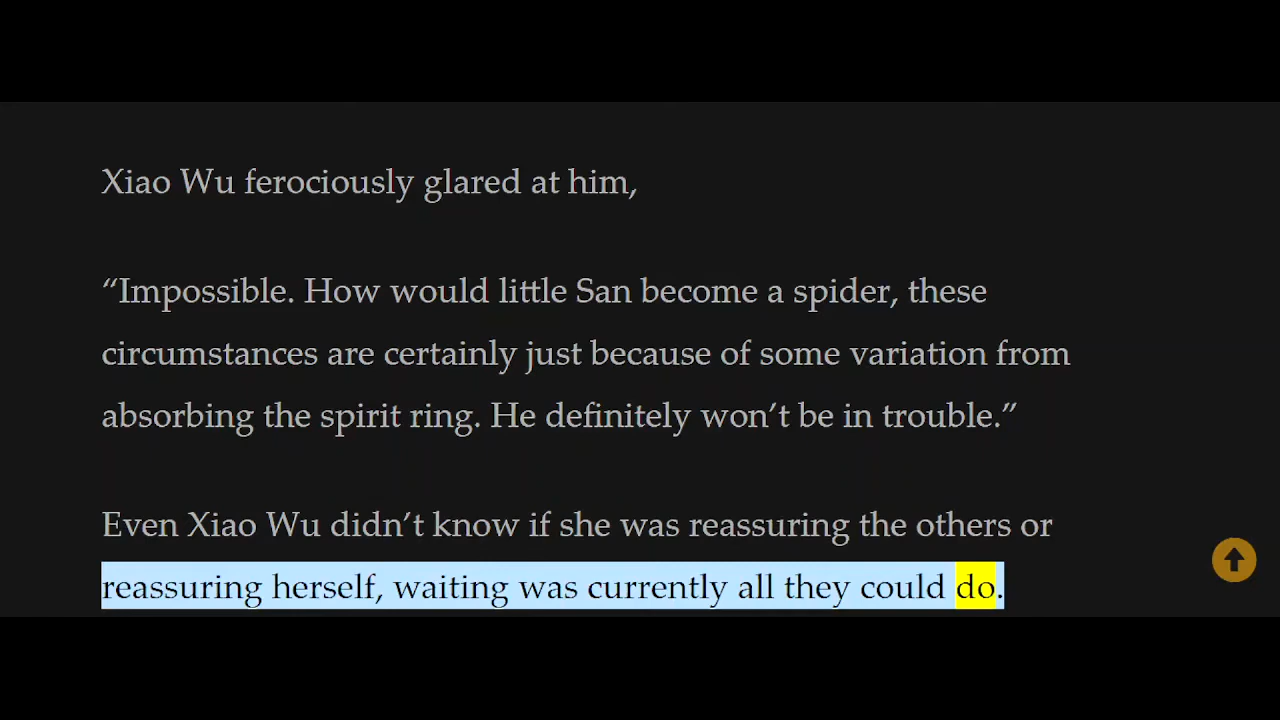 Xiao Wu ferociously glared at him,
“Impossible. How would little San become a spider, these
circumstances are certainly just because of some variation from
absorbing the spirit ring. He definitely won’t be in trouble.”
Even Xiao Wu didn’t know if she was reassuring the others or
reassuring herself, waiting was currently all they could do.